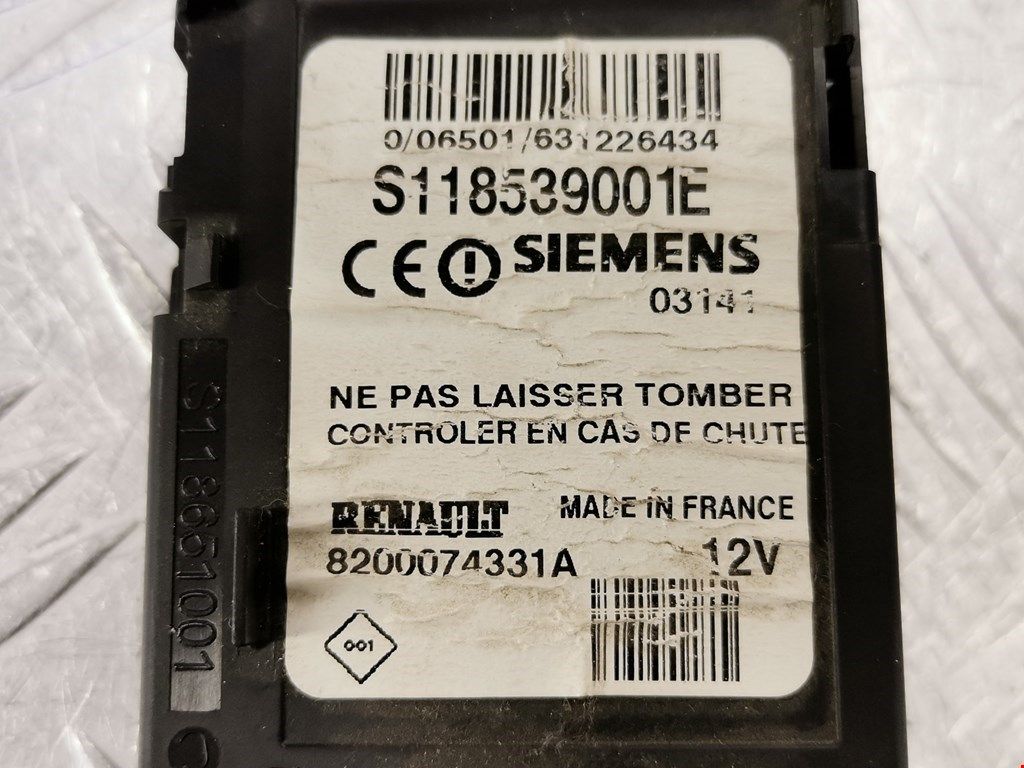 0/06501/631226434
S118539001E
CE SIEMENS
03141
NE PAS LAISSER TOMBER
CONTROLER EN CAS DE CHUTE
RENAULT MADE IN FRANCE
8200074331A 12V
001
S118651001 C